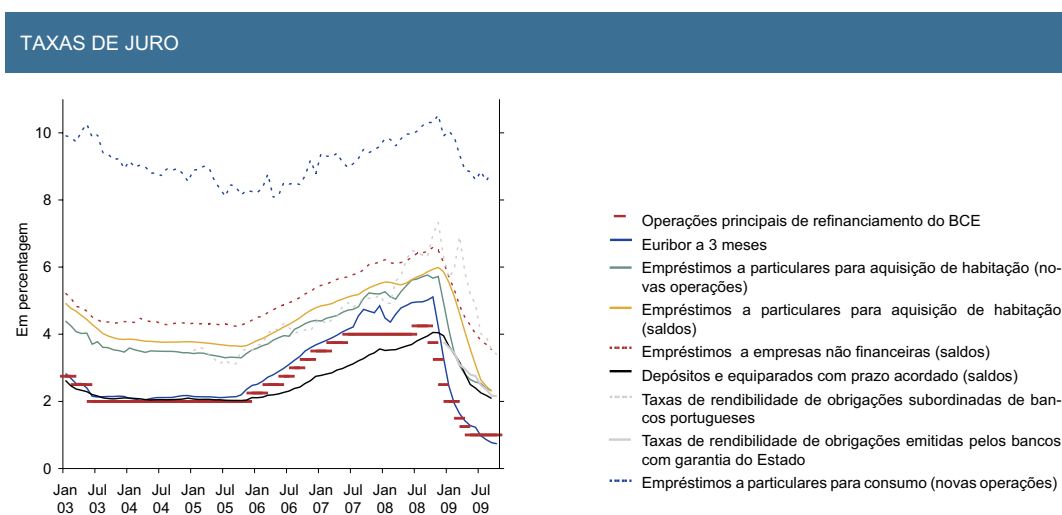 TAXAS DE JURO
Em percentagem
10
8
6
4
2
0
Jan Jul Jan Jul Jan Jul Jan Jul Jan Jul Jan Jul Jan Jul
03 03 04 04 05 05 06 06 07 07 08 08 09 09
Operações principais de refinanciamento do BCE
Euribor a 3 meses
Empréstimos a particulares para aquisição de habitação (no-
vas operações)
Empréstimos a particulares para aquisição de habitação
(saldos)
Empréstimos a empresas não financeiras (saldos)
Depósitos e equiparados com prazo acordado (saldos)
Taxas de rendibilidade de obrigações subordinadas de ban-
cos portugueses
Taxas de rendibilidade de obrigações emitidas pelos bancos
com garantia do Estado
Empréstimos a particulares para consumo (novas operações)